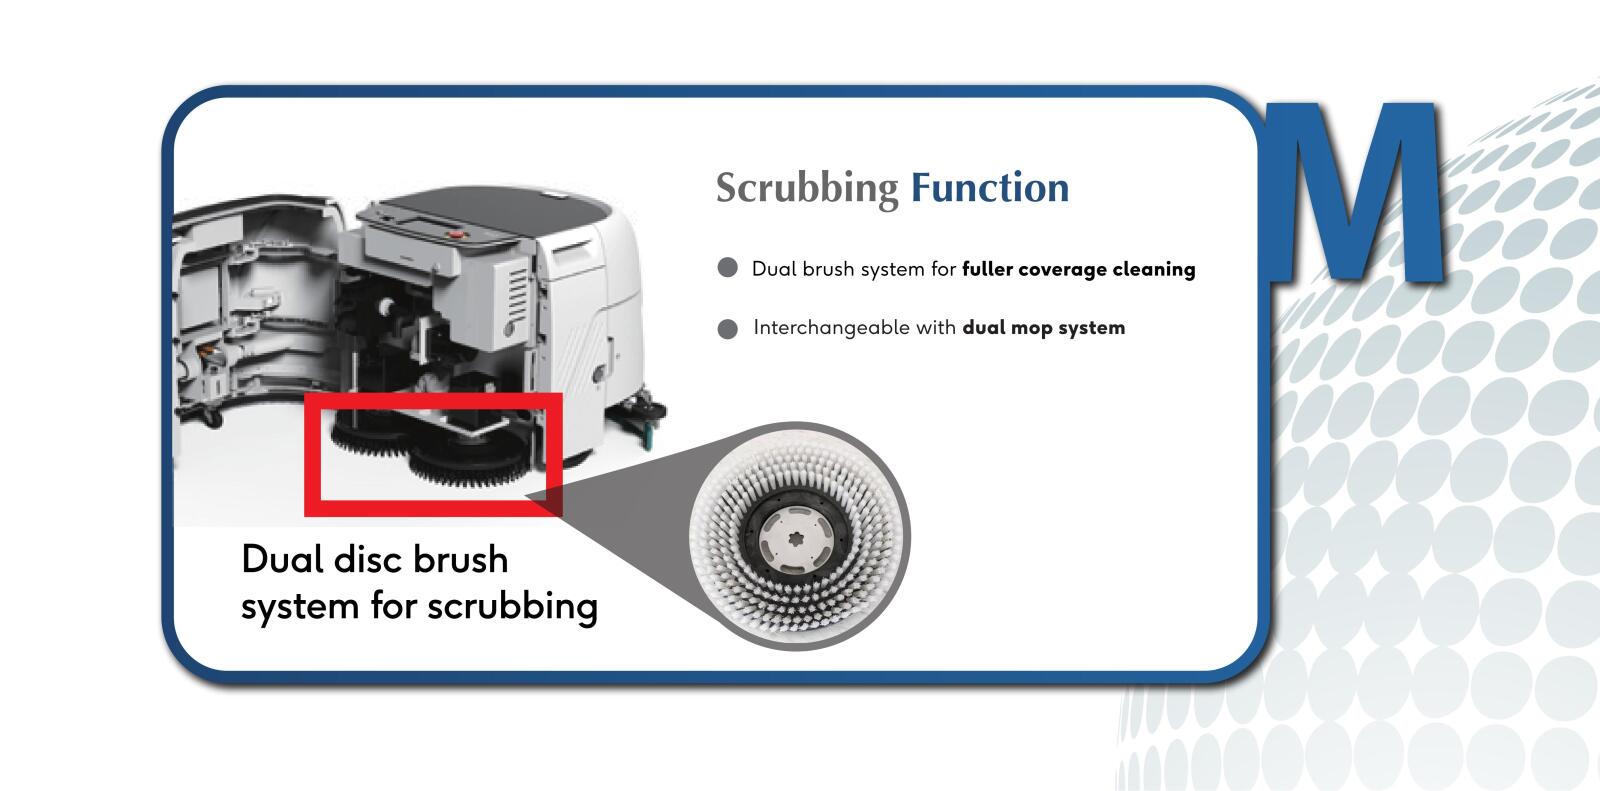 M
Scrubbing Function
Dual brush system for fuller coverage cleaning
Interchangeable with dual mop system
Dual disc brush
system for scrubbing